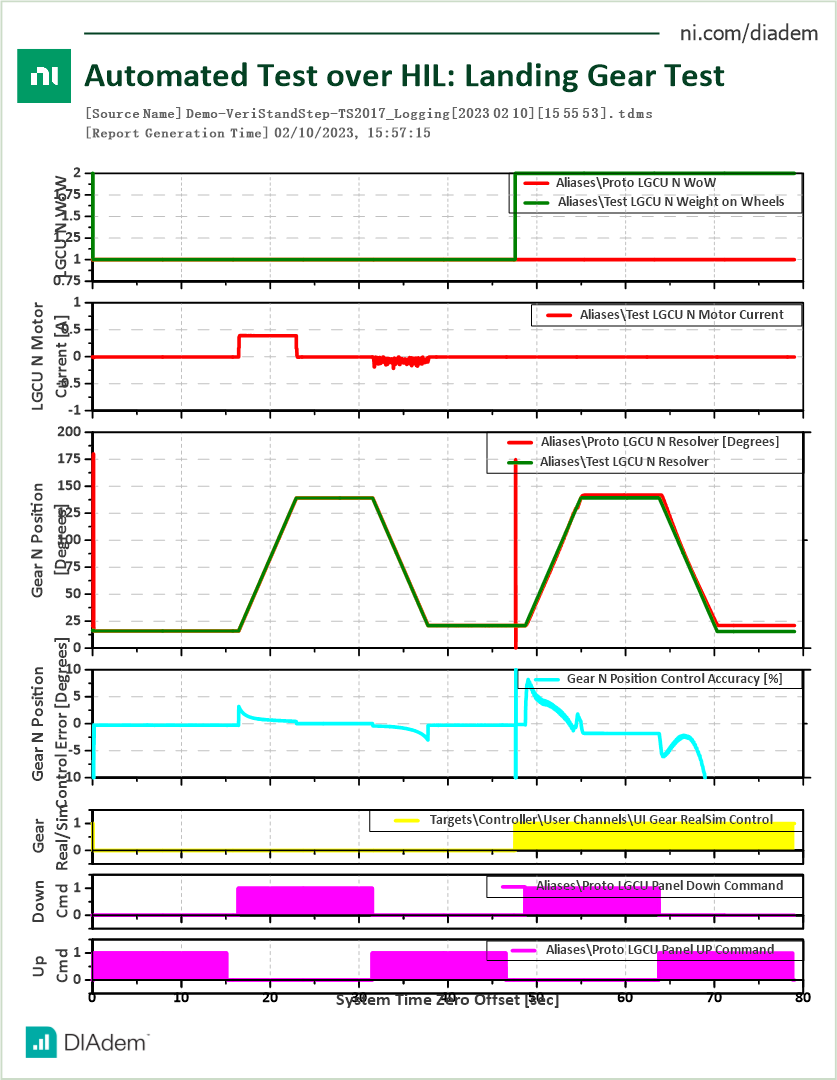 ni.com/diadem
ni
Automated Test over HIL: Landing Gear Test
[Source Name] Demo-VeriStandStep-TS2017_Logging[2023 02 10][15 55 53].tdms
[Report Generation Time] 02/10/2023, 15:57:15
LGCU N WoW
2
1.75
1.5
1.25
1
0.75
Aliases\Proto LGCU N WoW
Aliases\Test LGCU N Weight on Wheels
LGCU N Motor
Current [A]
1
0.5
0
-0.5
-1
Aliases\Test LGCU N Motor Current
Gear N Position
[Degrees]
200
175
150
125
100
75
50
25
0
Aliases\Proto LGCU N Resolver [Degrees]
Aliases\Test LGCU N Resolver
Gear N Position
Control Error [Degrees]
10
5
0
-5
-10
Gear N Position Control Accuracy [%]
Gear
Real/Sim
1
0
Targets\Controller\User Channels\UI Gear RealSim Control
Down
Cmd
1
0
Aliases\Proto LGCU Panel Down Command
Up
Cmd
1
0
Aliases\Proto LGCU Panel UP Command
0 10 20 30 40 50 60 70 80
System Time Zero Offset [sec]
DIAdem™